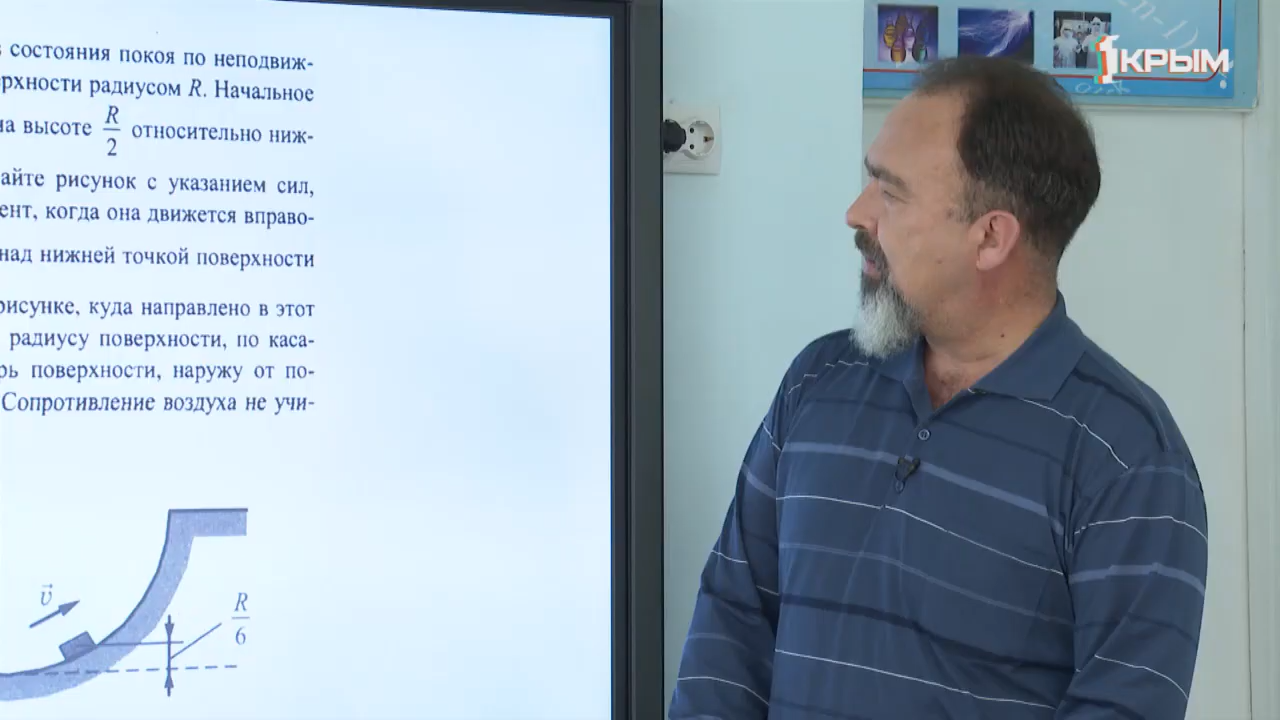 состояния покоя по неподвиж-
рхности радиусом R. Начальное
на высоте R/2 относительно ниж-
айте рисунок с указанием сил,
ент, когда она движется вправо-
над нижней точкой поверхности
рисунке, куда направлено в этот
радиусу поверхности, по каса-
рь поверхности, наружу от по-
Сопротивление воздуха не учи-
v
R/6
1КРЫМ